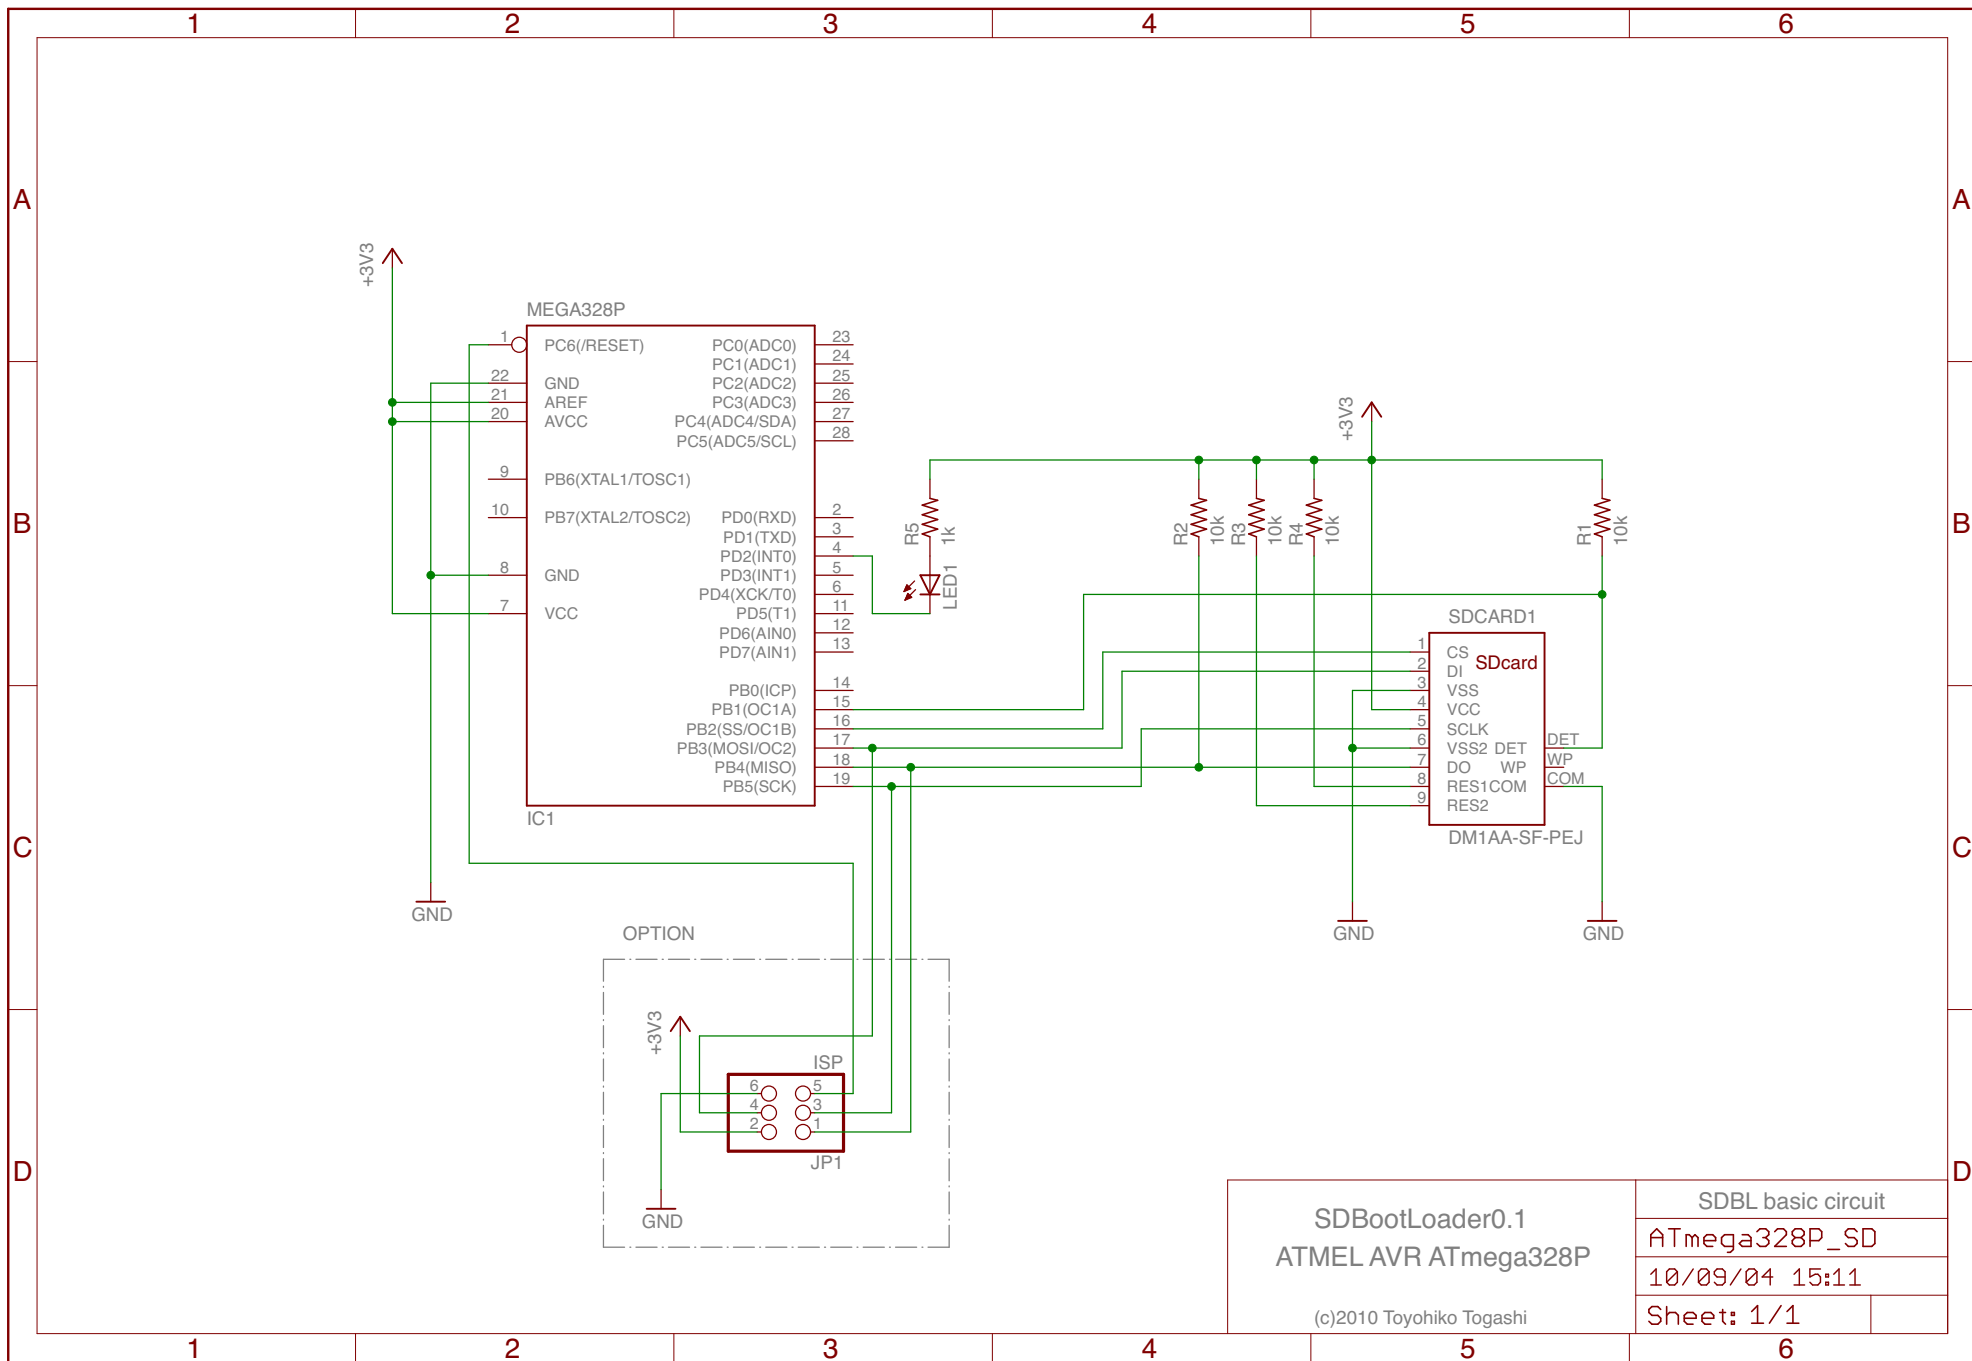 1 2 3 4 5 6
A A
+3V3
MEGA328P
1 PC6(/RESET) PC0(ADC0) 23
PC1(ADC1) 24
22 GND PC2(ADC2) 25
21 AREF PC3(ADC3) 26
20 AVCC PC4(ADC4/SDA) 27
PC5(ADC5/SCL) 28
+3V3
9 PB6(XTAL1/TOSC1)
10 PB7(XTAL2/TOSC2) PD0(RXD) 2
PD1(TXD) 3
PD2(INT0) 4
8 GND PD3(INT1) 5
PD4(XCK/T0) 6
7 VCC PD5(T1) 11
PD6(AIN0) 12
PD7(AIN1) 13
B B
R5 1k
R2 10k
R3 10k
R4 10k
R1 10k
LED1
PB0(ICP) 14
PB1(OC1A) 15
PB2(SS/OC1B) 16
PB3(MOSI/OC2) 17
PB4(MISO) 18
PB5(SCK) 19
IC1
SDCARD1
1 CS SDcard
2 DI
3 VSS
4 VCC
5 SCLK
6 VSS2 DET DET
7 DO WP WP
8 RES1COM COM
9 RES2
DM1AA-SF-PEJ
C C
GND
GND
GND
OPTION
+3V3
ISP
6 5
4 3
2 1
JP1
GND
D D
SDBootLoader0.1
ATMEL AVR ATmega328P
(c)2010 Toyohiko Togashi
SDBL basic circuit
ATmega328P_SD
10/09/04 15:11
Sheet: 1/1
1 2 3 4 5 6